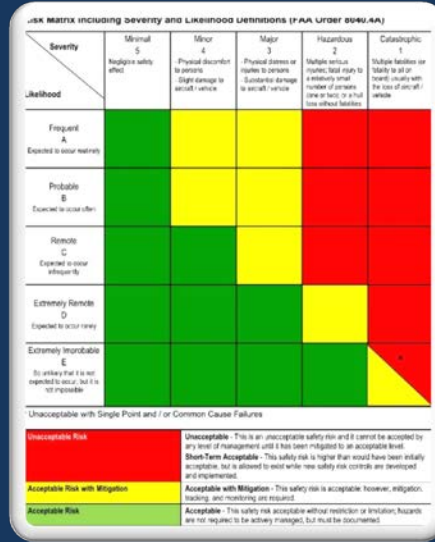 Risk Matrix Including Severity and Likelihood Definitions (FAA Order 8040.4A)
Severity
Likelihood
Minimal
5
Negligible safety
effect
Minor
4
- Physical discomfort
to persons
- Slight damage to
aircraft / vehicle
Major
3
- Physical distress or
injuries to persons
- Substantial damage
to aircraft / vehicle
Hazardous
2
Multiple serious
injuries; fatal injury to
a relatively small
number of persons
(one or two); or a hull
loss without fatalities
Catastrophic
1
Multiple fatalities (or
fatality to all on
board) usually with
the loss of aircraft /
vehicle
Frequent
A
Expected to occur routinely
Probable
B
Expected to occur often
Remote
C
Expected to occur
infrequently
Extremely Remote
D
Expected to occur rarely
Extremely Improbable
E
So unlikely that it is not
expected to occur, but it is
not impossible
*
Unacceptable with Single Point and / or Common Cause Failures
Unacceptable Risk
Unacceptable - This is an unacceptable safety risk and it cannot be accepted by
any level of management until it has been mitigated to an acceptable level.
Short-Term Acceptable - This safety risk is higher than would have been initially
acceptable, but is allowed to exist while new safety risk controls are developed
and implemented.
Acceptable Risk with Mitigation
Acceptable with Mitigation - This safety risk is acceptable; however, mitigation,
tracking, and monitoring are required.
Acceptable Risk
Acceptable - This safety risk acceptable without restriction or limitation; hazards
are not required to be actively managed, but must be documented.